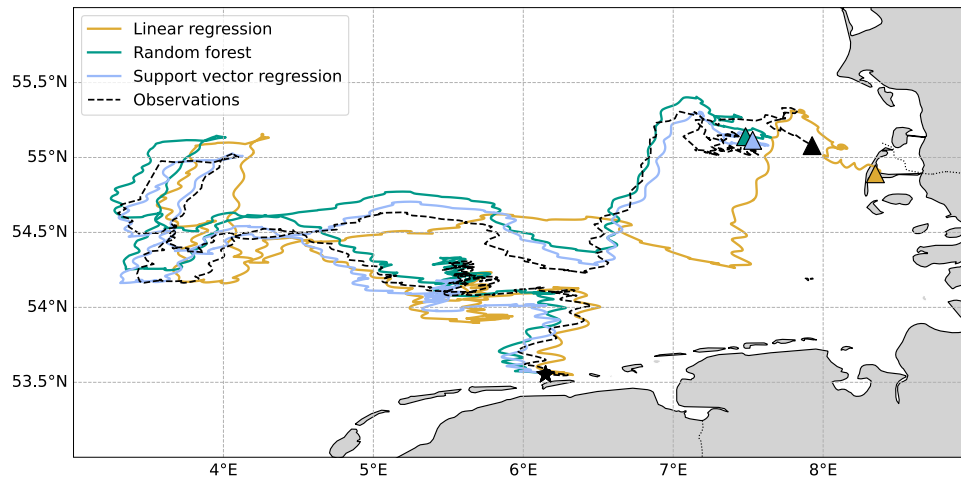 Linear regression
Random forest
Support vector regression
Observations
55.5°N
55°N
54.5°N
54°N
53.5°N
4°E 5°E 6°E 7°E 8°E